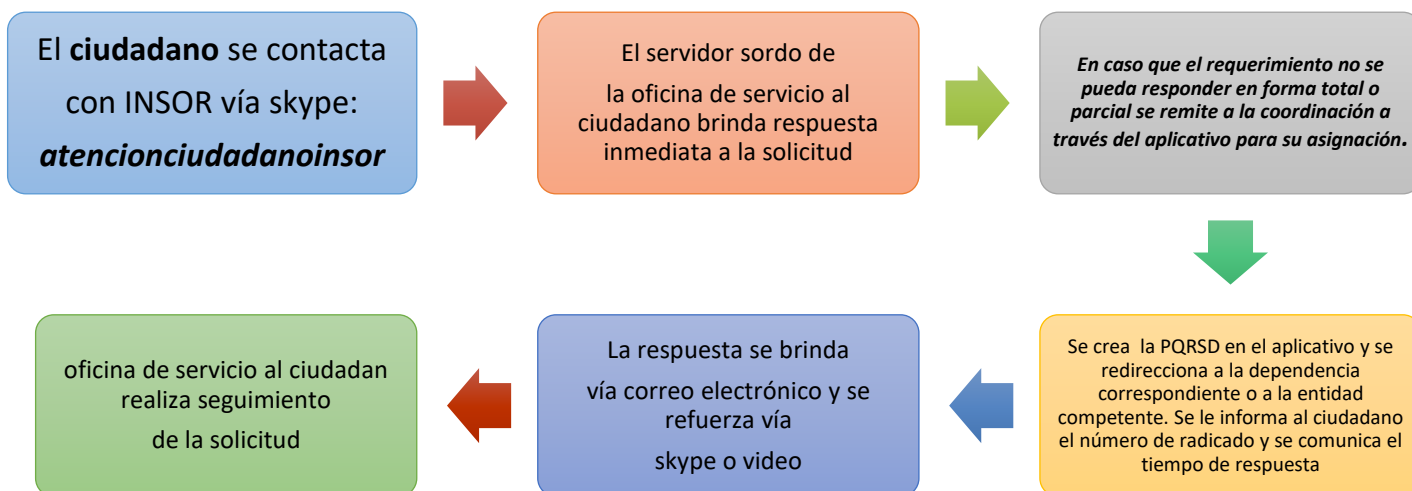 El ciudadano se contacta
con INSOR vía skype:
atencionciudadanoinsor
El servidor sordo de
la oficina de servicio al
ciudadano brinda respuesta
inmediata a la solicitud
En caso que el requerimiento no se
pueda responder en forma total o
parcial se remite a la coordinación a
través del aplicativo para su asignación.
Se crea la PQRSD en el aplicativo y se
redirecciona a la dependencia
correspondiente o a la entidad
competente. Se le informa al ciudadano
el número de radicado y se comunica el
tiempo de respuesta
La respuesta se brinda
vía correo electrónico y se
refuerza vía
skype o video
oficina de servicio al ciudadan
realiza seguimiento
de la solicitud